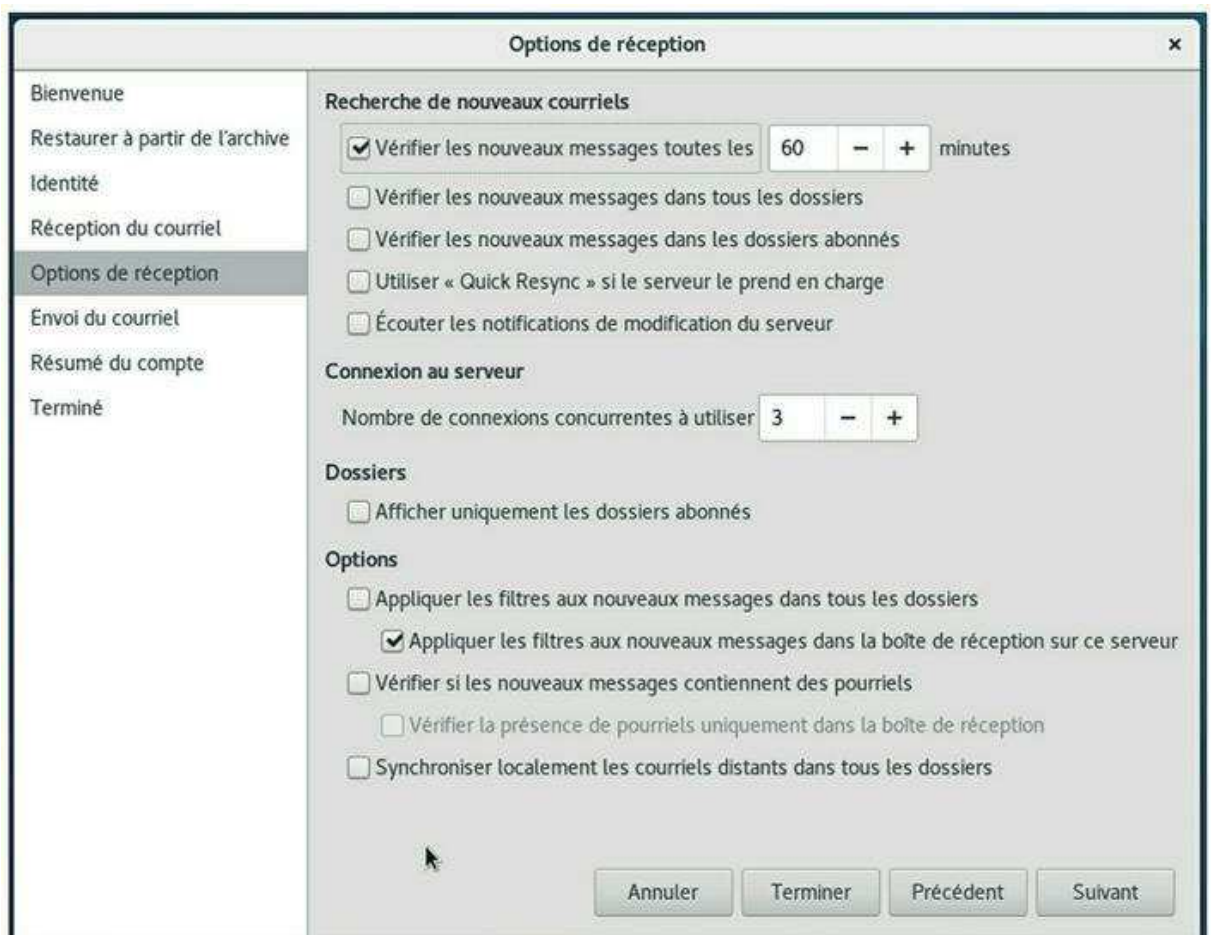 Options de réception
Bienvenue
Restaurer à partir de l'archive
Identité
Réception du courriel
Options de réception
Envoi du courriel
Résumé du compte
Terminé
Recherche de nouveaux courriels
Vérifier les nouveaux messages toutes les 60 − + minutes
Vérifier les nouveaux messages dans tous les dossiers
Vérifier les nouveaux messages dans les dossiers abonnés
Utiliser « Quick Resync » si le serveur le prend en charge
Écouter les notifications de modification du serveur
Connexion au serveur
Nombre de connexions concurrentes à utiliser 3 − +
Dossiers
Afficher uniquement les dossiers abonnés
Options
Appliquer les filtres aux nouveaux messages dans tous les dossiers
Appliquer les filtres aux nouveaux messages dans la boîte de réception sur ce serveur
Vérifier si les nouveaux messages contiennent des pourriels
Vérifier la présence de pourriels uniquement dans la boîte de réception
Synchroniser localement les courriels distants dans tous les dossiers
Annuler Terminer Précédent Suivant